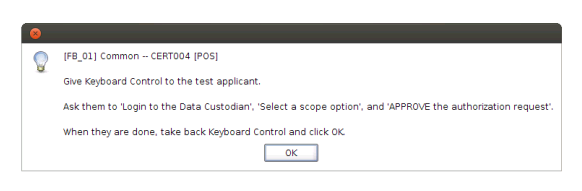 [FB_01] Common -- CERT004 [POS]
Give Keyboard Control to the test applicant.
Ask them to 'Login to the Data Custodian', 'Select a scope option', and 'APPROVE the authorization request'.
When they are done, take back Keyboard Control and click OK.
OK